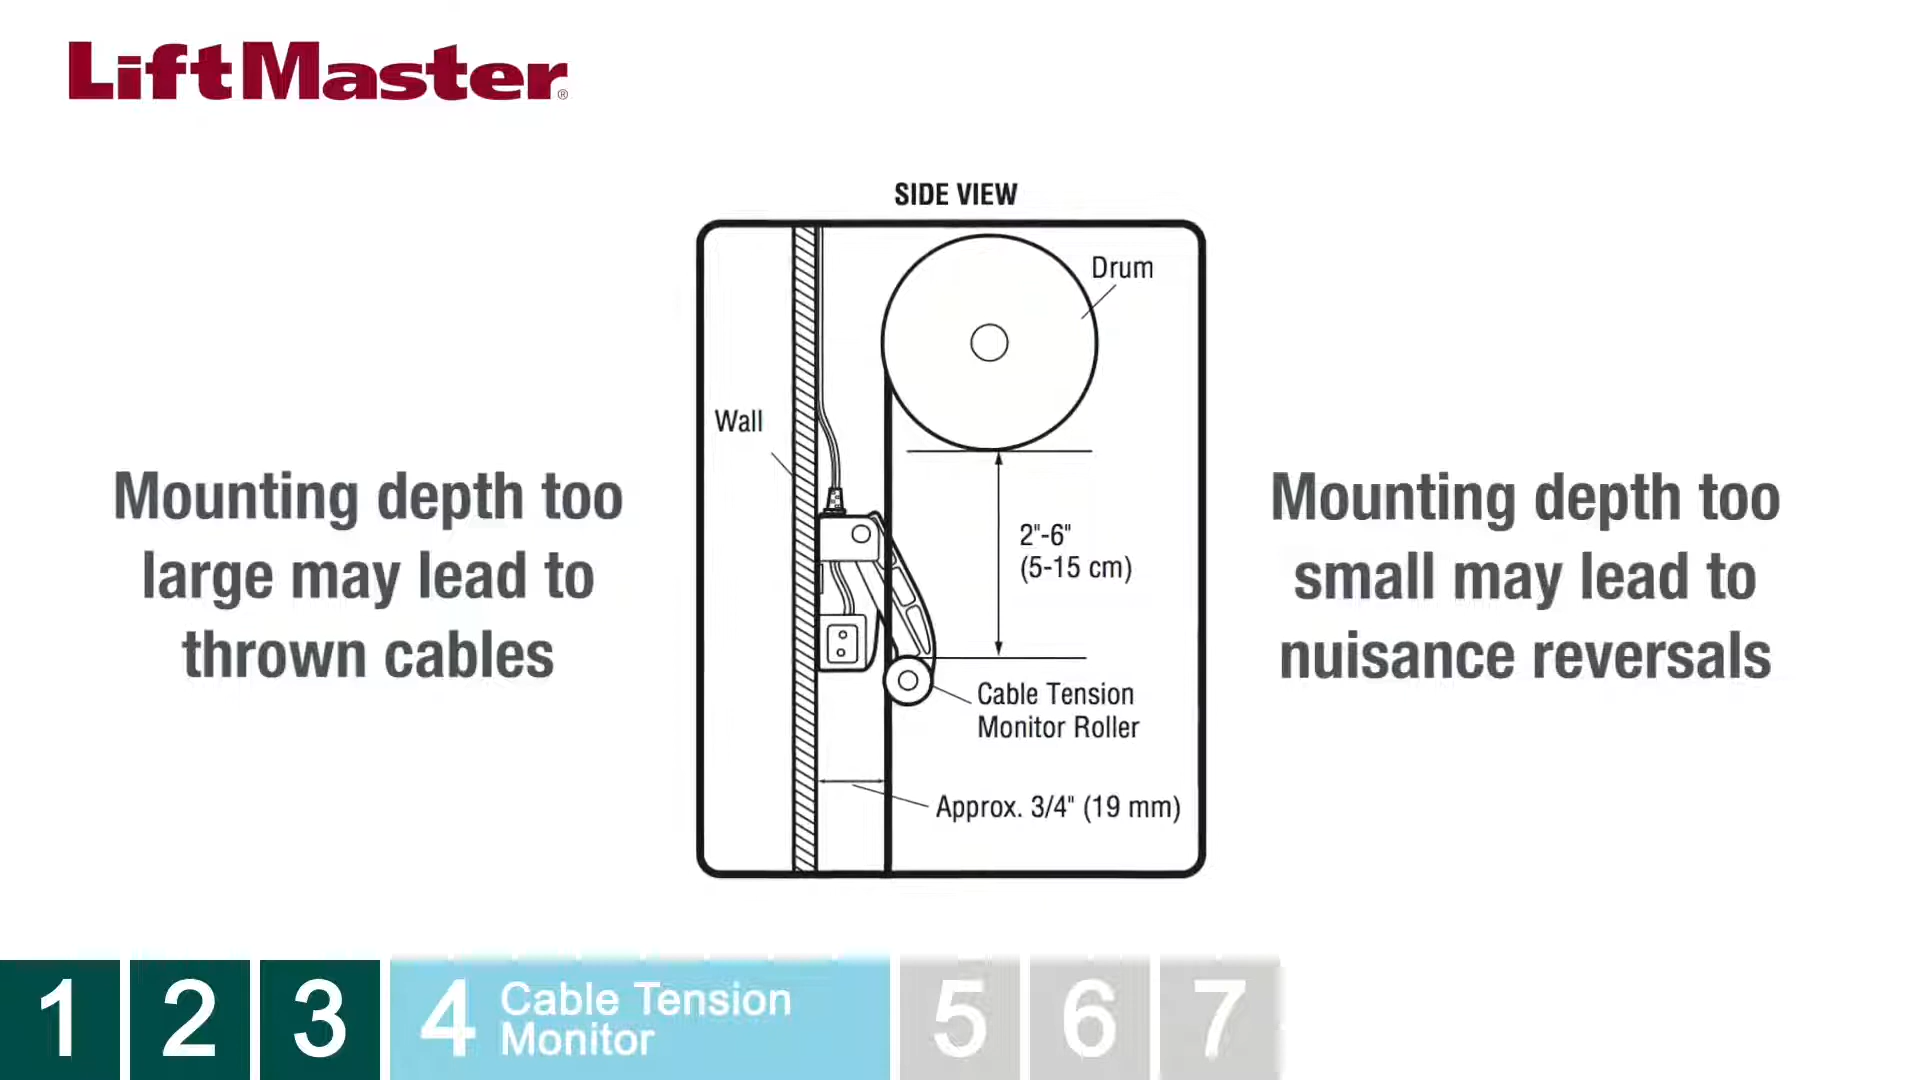 LiftMaster®
SIDE VIEW
Drum
Wall
Mounting depth too
large may lead to
thrown cables
2"-6"
(5-15 cm)
Mounting depth too
small may lead to
nuisance reversals
Cable Tension
Monitor Roller
Approx. 3/4" (19 mm)
1 2 3 4 Cable Tension
Monitor
5 6 7